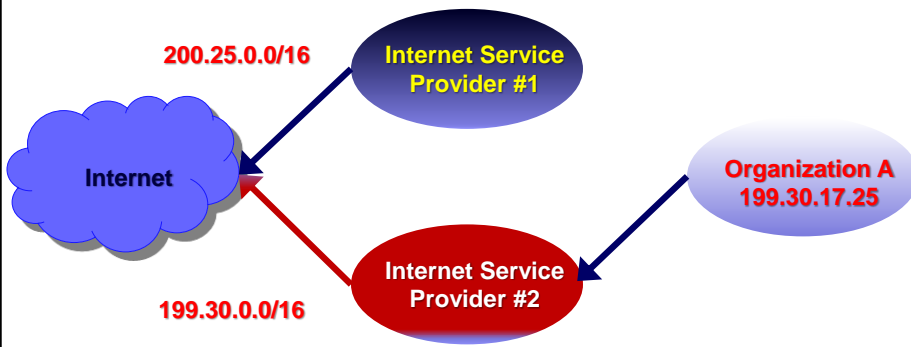 200.25.0.0/16
Internet Service
Provider #1
Internet
Organization A
199.30.17.25
Internet Service
Provider #2
199.30.0.0/16